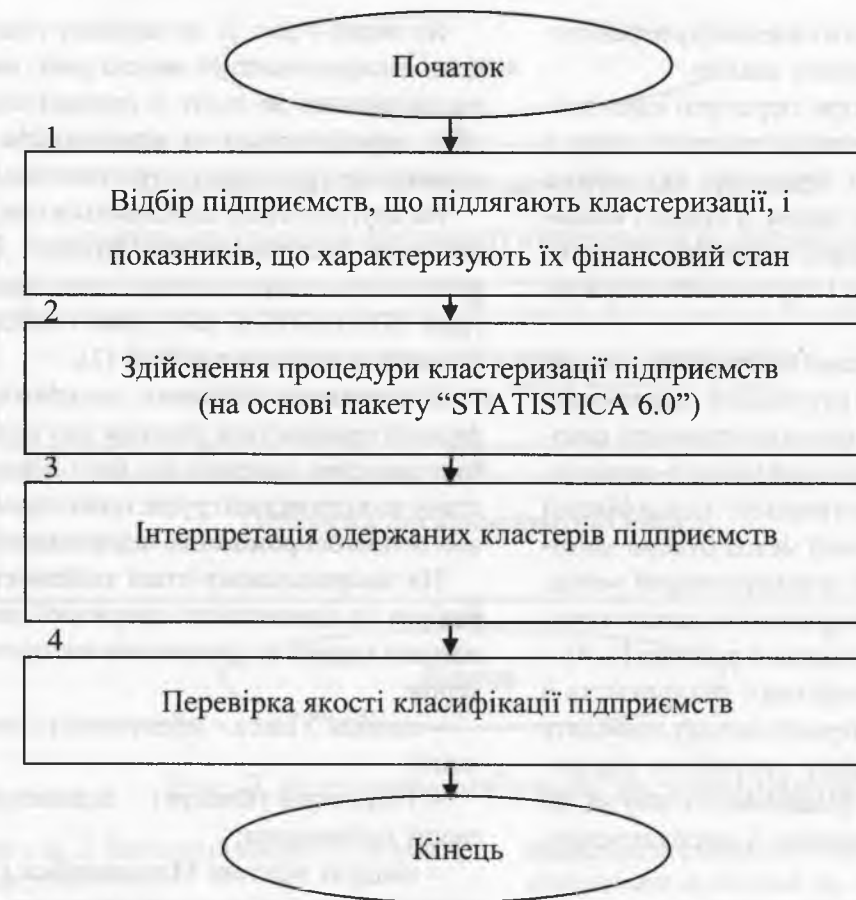 Початок
1
Відбір підприємств, що підлягають кластеризації, і
показників, що характеризують їх фінансовий стан
2
Здійснення процедури кластеризації підприємств
(на основі пакету “STATISTICA 6.0”)
3
Інтерпретація одержаних кластерів підприємств
4
Перевірка якості класифікації підприємств
Кінець